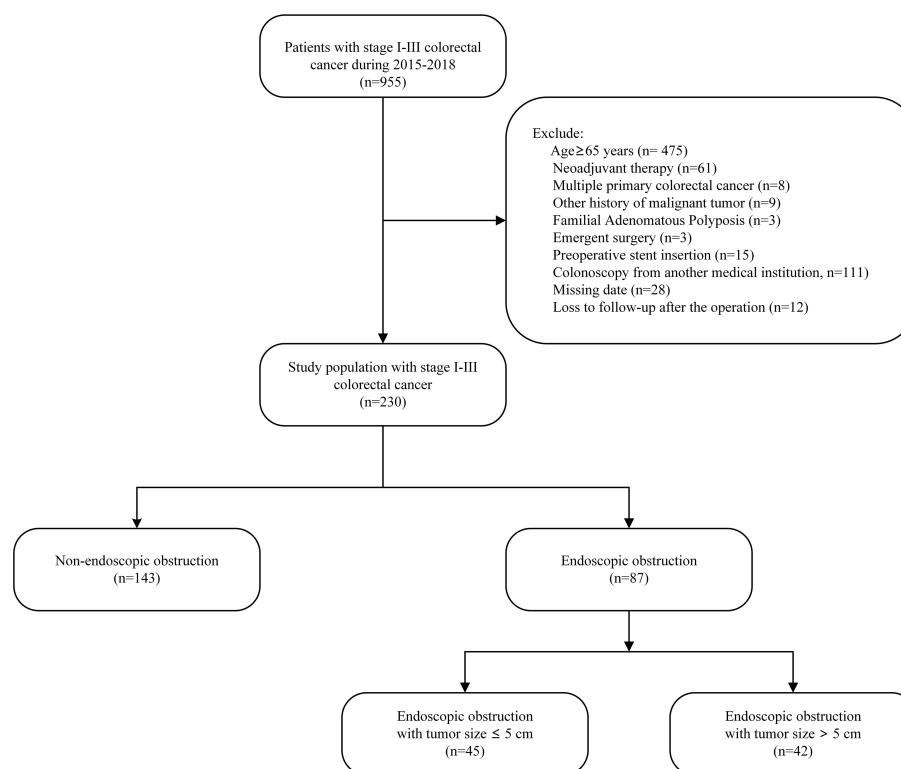 Patients with stage I-III colorectal
cancer during 2015-2018
(n=955)
Exclude:
Age≥65 years (n= 475)
Neoadjuvant therapy (n=61)
Multiple primary colorectal cancer (n=8)
Other history of malignant tumor (n=9)
Familial Adenomatous Polyposis (n=3)
Emergent surgery (n=3)
Preoperative stent insertion (n=15)
Colonoscopy from another medical institution, n=111)
Missing date (n=28)
Loss to follow-up after the operation (n=12)
Study population with stage I-III
colorectal cancer
(n=230)
Non-endoscopic obstruction
(n=143)
Endoscopic obstruction
(n=87)
Endoscopic obstruction
with tumor size ≤ 5 cm
(n=45)
Endoscopic obstruction
with tumor size > 5 cm
(n=42)